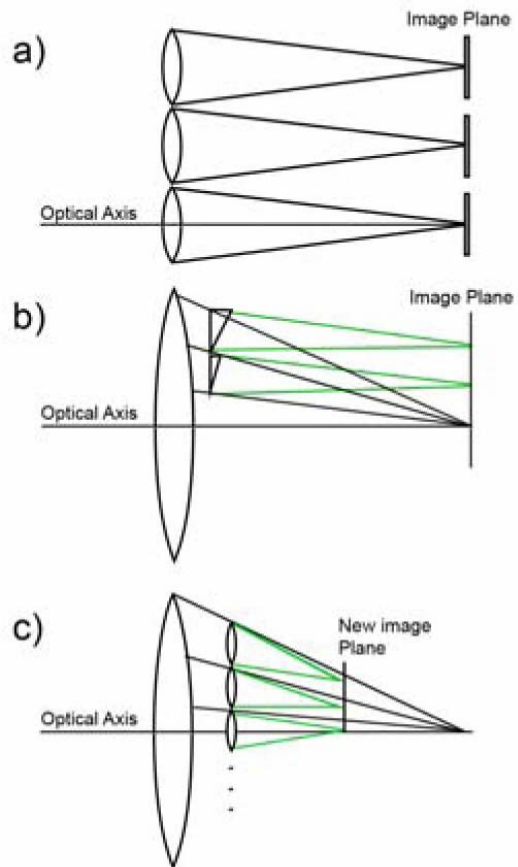 Image Plane
a)
Optical Axis
Image Plane
b)
Optical Axis
c)
New image
Plane
Optical Axis